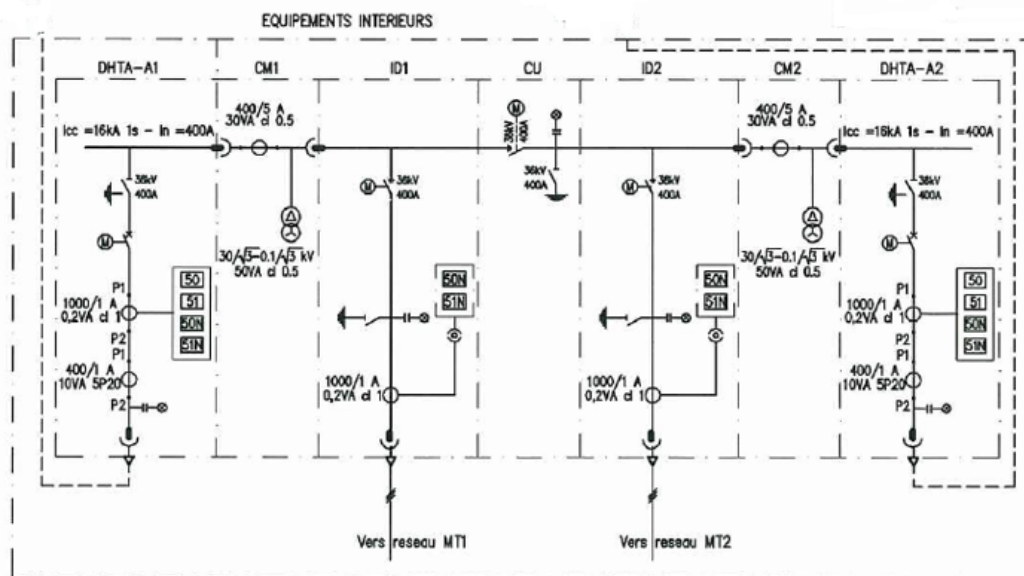 EQUIPEMENTS INTERIEURS
DHTA-A1
CM1
ID1
CU
ID2
CM2
DHTA-A2
Icc =16kA 1s - In =400A
400/5 A
30VA cl 0.5
M
36kV
400A
400/5 A
30VA cl 0.5
Icc =16kA 1s - In =400A
36kV
400A
M
36kV
400A
36kV
400A
M
36kV
400A
36kV
400A
M
30/√3-0.1/√3 kV
50VA cl 0.5
30/√3-0.1/√3 kV
50VA cl 0.5
M
P1
1000/1 A
0,2VA cl 1
P2
P1
400/1 A
10VA 5P20
P2
50
51
50N
51N
50N
51N
1000/1 A
0,2VA cl 1
50N
51N
1000/1 A
0,2VA cl 1
P1
1000/1 A
0,2VA cl 1
P2
P1
400/1 A
10VA 5P20
P2
50
51
50N
51N
Vers reseau MT1
Vers reseau MT2